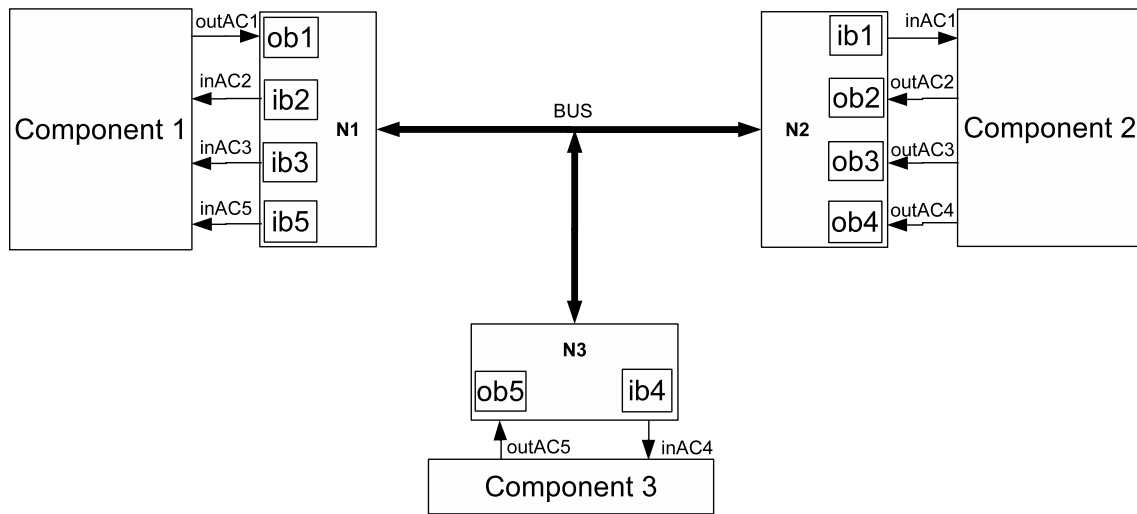 outAC1
ob1
inAC2
ib2
Component 1
N1
inAC3
ib3
inAC5
ib5
BUS
ib1
inAC1
ob2
outAC2
N2
Component 2
ob3
outAC3
ob4
outAC4
N3
ob5
ib4
outAC5
inAC4
Component 3